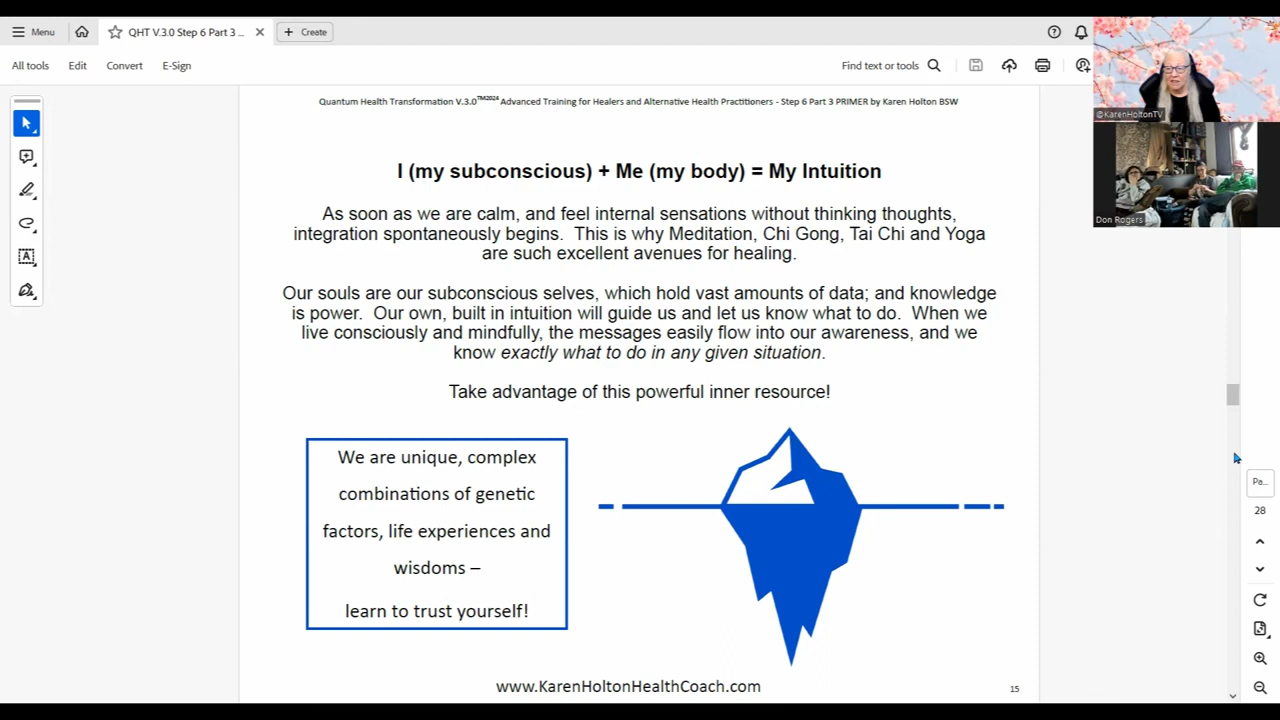 Menu
QHT V.3.0 Step 6 Part 3 ...
Create
All tools
Edit
Convert
E-Sign
Find text or tools
@KarenHoltonTV
Don Rogers
Quantum Health Transformation V.3.0™2024 Advanced Training for Healers and Alternative Health Practitioners - Step 6 Part 3 PRIMER by Karen Holton BSW
I (my subconscious) + Me (my body) = My Intuition
As soon as we are calm, and feel internal sensations without thinking thoughts,
integration spontaneously begins. This is why Meditation, Chi Gong, Tai Chi and Yoga
are such excellent avenues for healing.
Our souls are our subconscious selves, which hold vast amounts of data; and knowledge
is power. Our own, built in intuition will guide us and let us know what to do. When we
live consciously and mindfully, the messages easily flow into our awareness, and we
know exactly what to do in any given situation.
Take advantage of this powerful inner resource!
We are unique, complex
combinations of genetic
factors, life experiences and
wisdoms –
learn to trust yourself!
www.KarenHoltonHealthCoach.com
15
Pa...
28